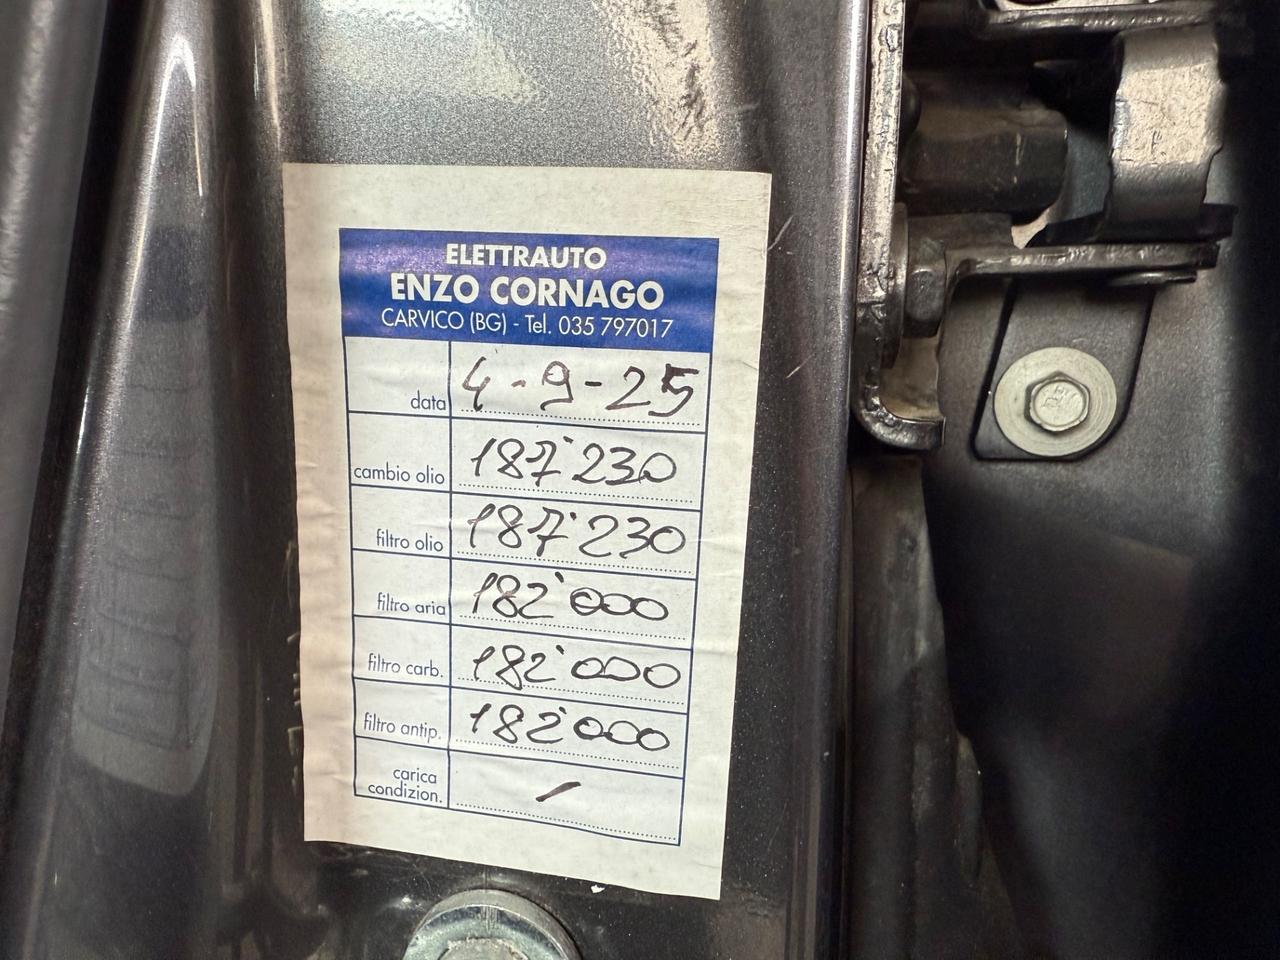 ELETTRAUTO
ENZO CORNAGO
CARVICO (BG) - Tel. 035 797017
data 4-9-25
cambio olio 187'230
filtro olio 187'230
filtro aria 182'000
filtro carb. 182'000
filtro antip. 182'000
carica
condizion. /